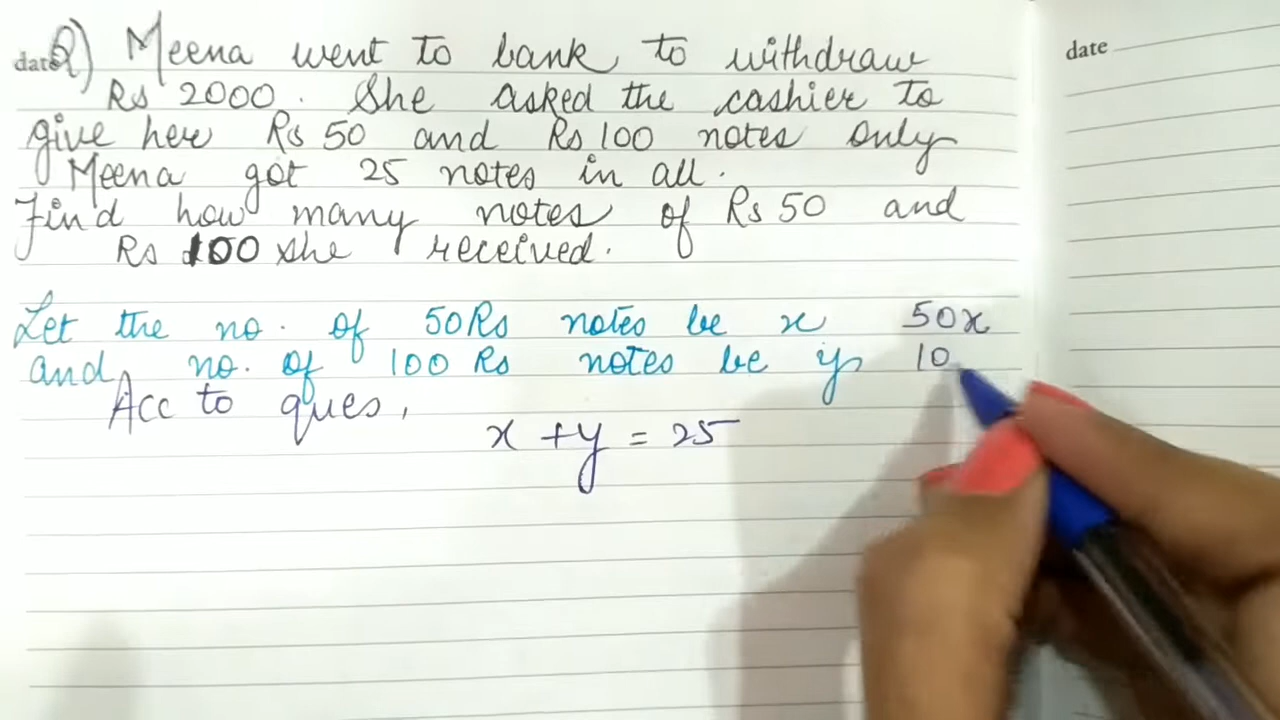 date
date
Q) Meena went to bank to withdraw
Rs 2000. She asked the cashier to
give her Rs 50 and Rs 100 notes only
Meena got 25 notes in all.
Find how many notes of Rs 50 and
Rs 100 she received.
Let the no. of 50Rs notes be x 50x
and no. of 100 Rs notes be y 10
Acc to ques,
x + y = 25